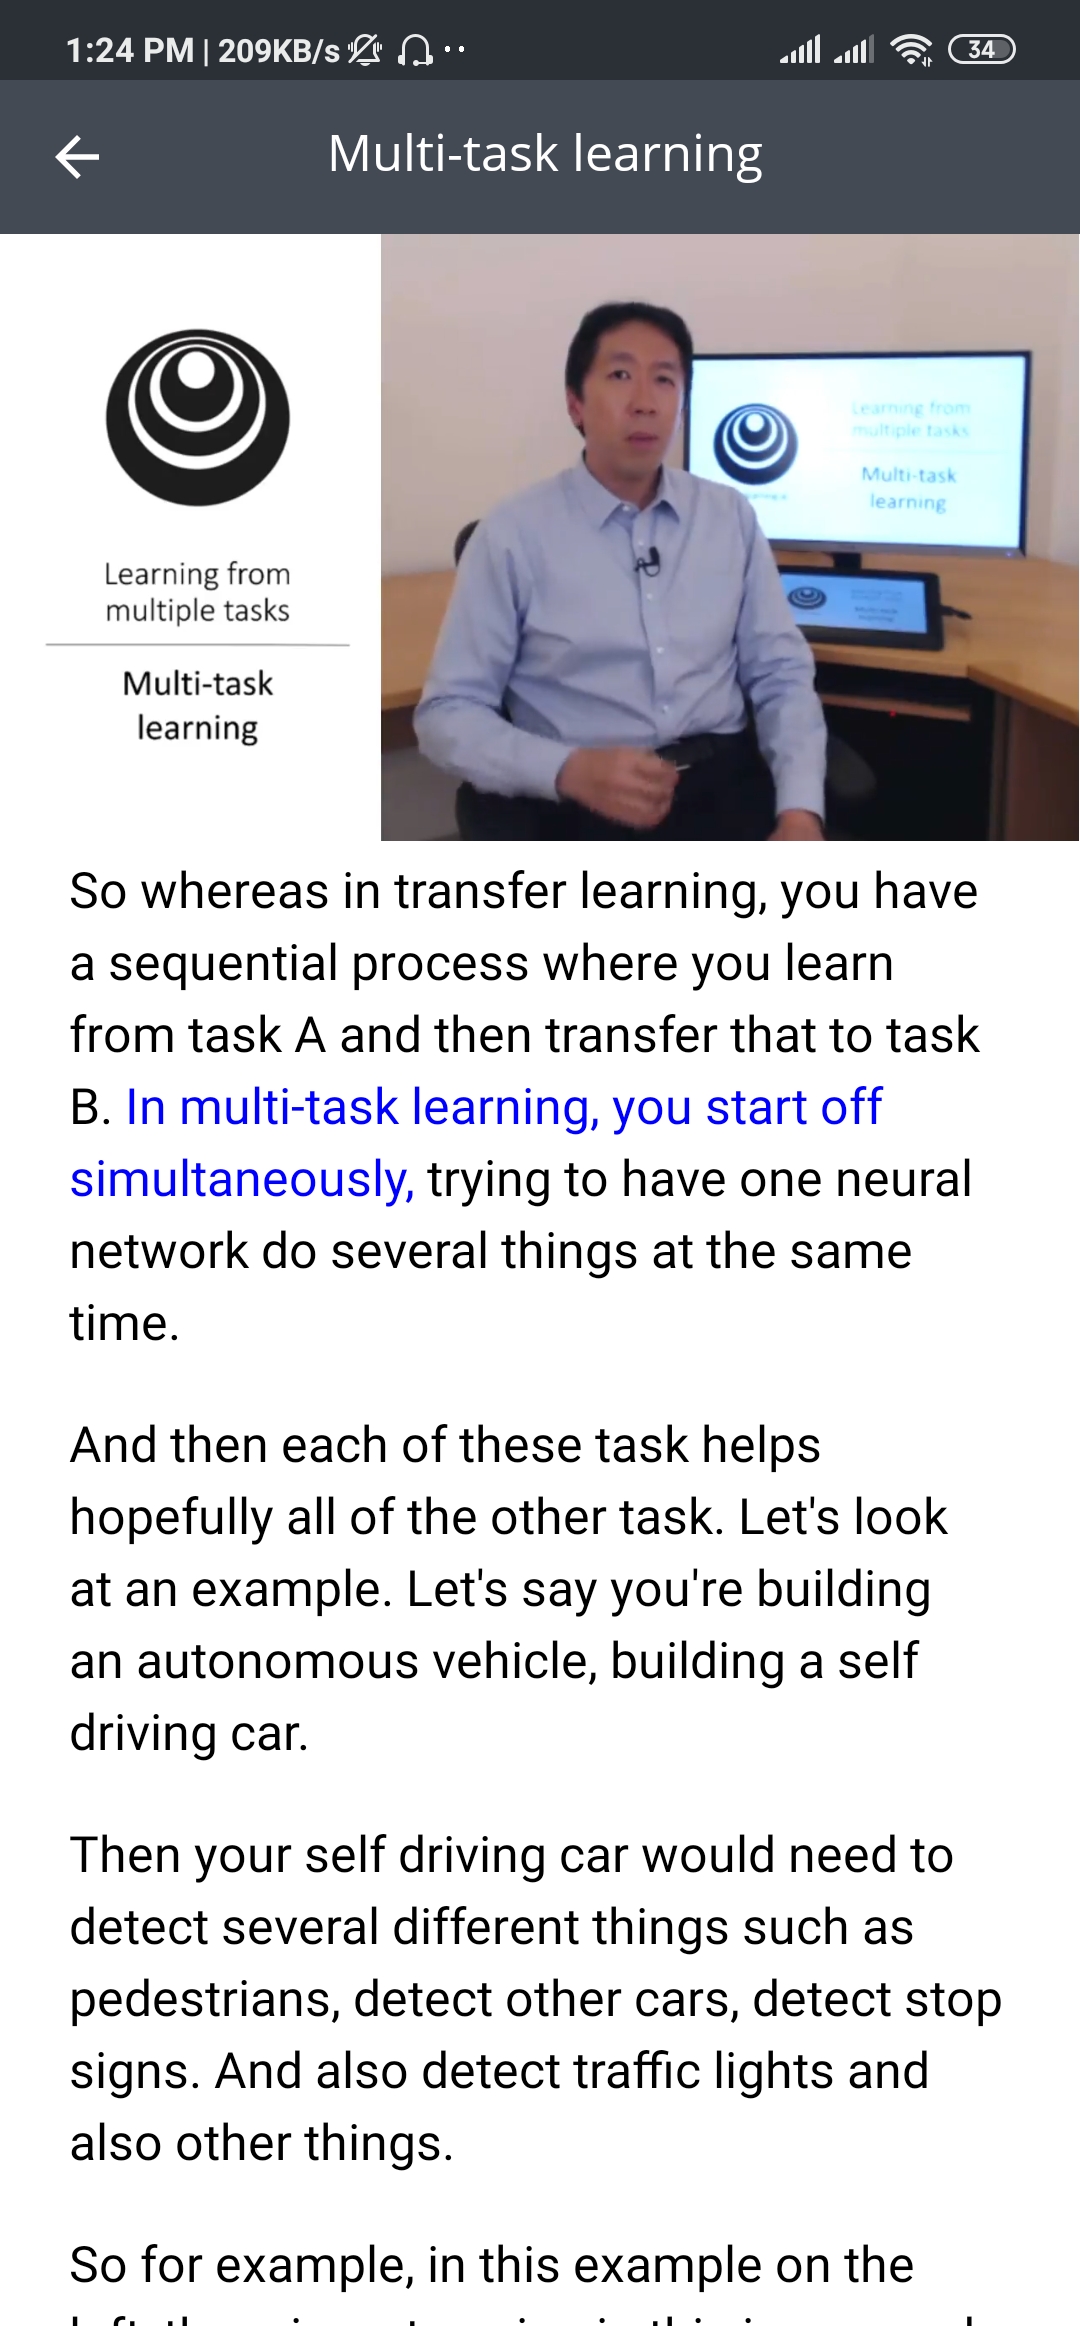 1:24 PM | 209KB/s
34
Multi-task learning
Learning from
multiple tasks
Multi-task
learning
Learning from
multiple tasks
Multi-task
learning
So whereas in transfer learning, you have
a sequential process where you learn
from task A and then transfer that to task
B. In multi-task learning, you start off
simultaneously, trying to have one neural
network do several things at the same
time.
And then each of these task helps
hopefully all of the other task. Let's look
at an example. Let's say you're building
an autonomous vehicle, building a self
driving car.
Then your self driving car would need to
detect several different things such as
pedestrians, detect other cars, detect stop
signs. And also detect traffic lights and
also other things.
So for example, in this example on the